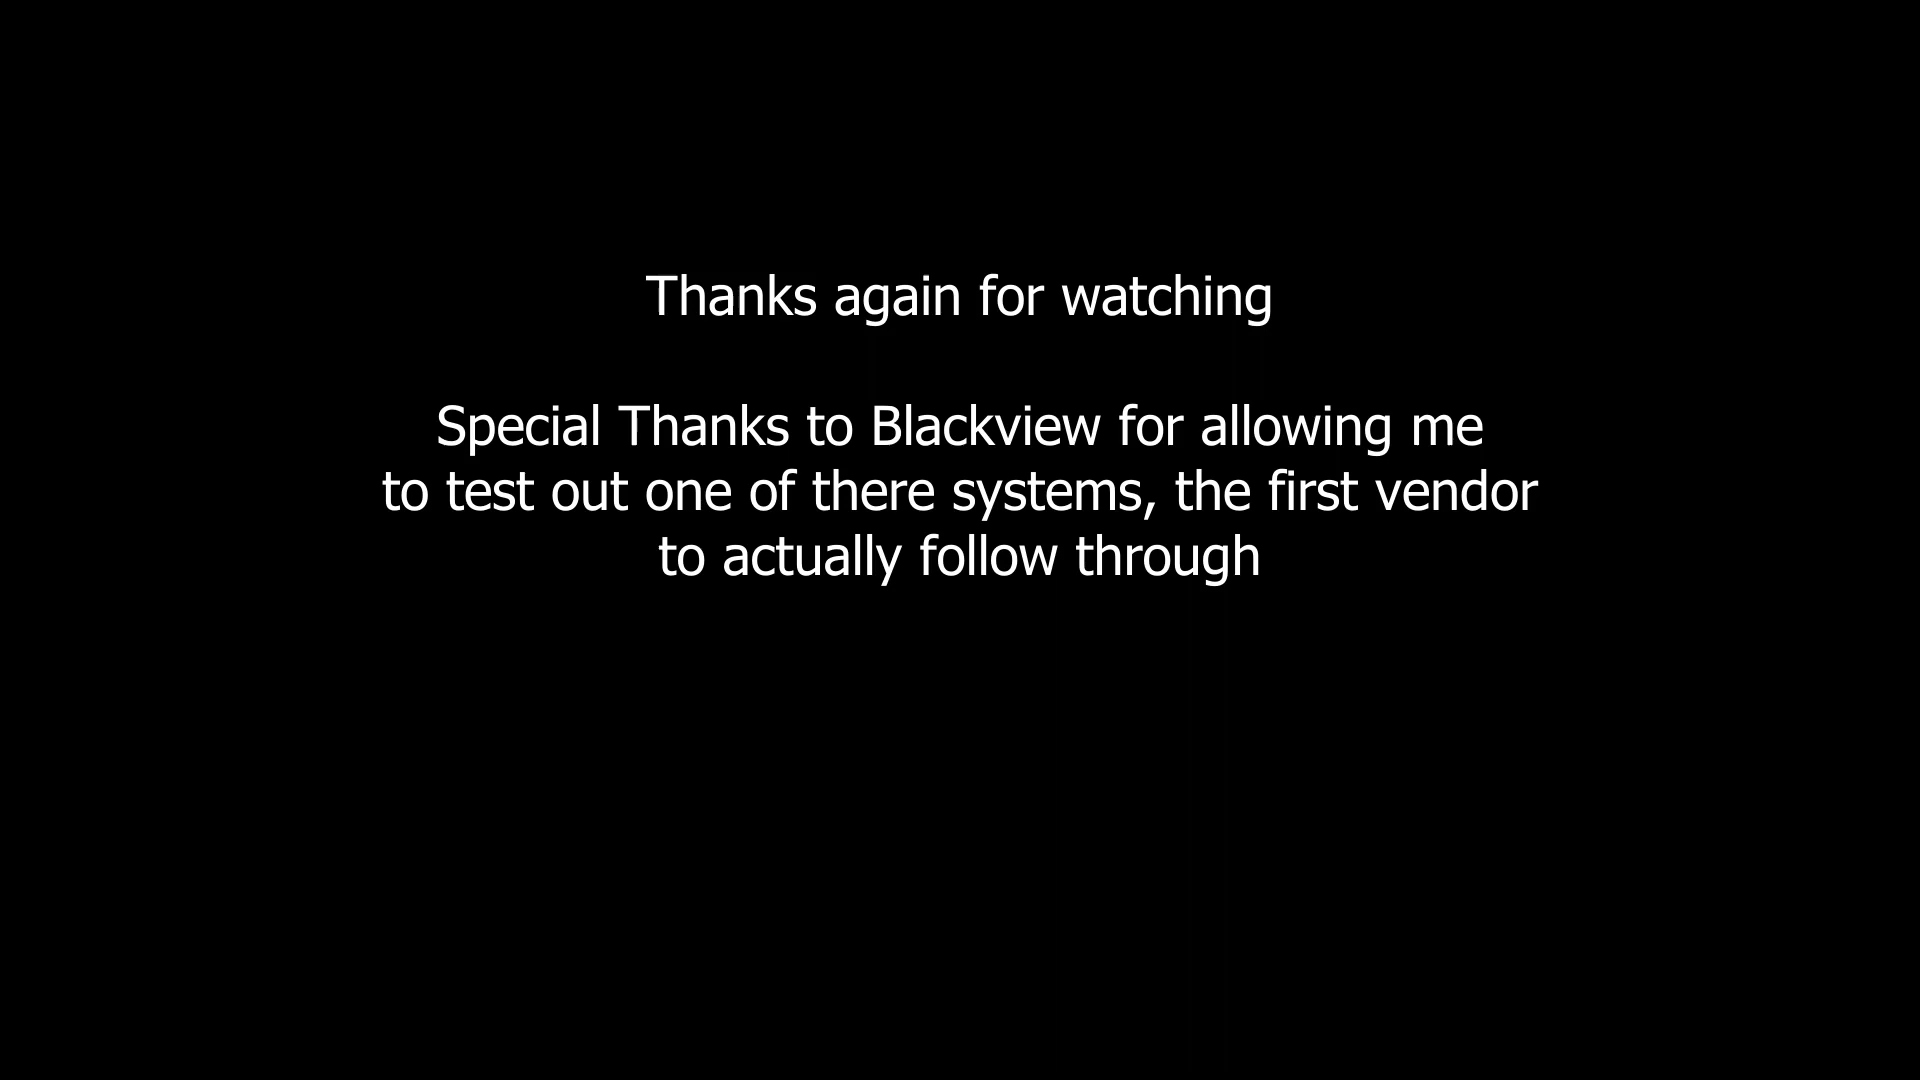 Thanks again for watching
Special Thanks to Blackview for allowing me
to test out one of there systems, the first vendor
to actually follow through